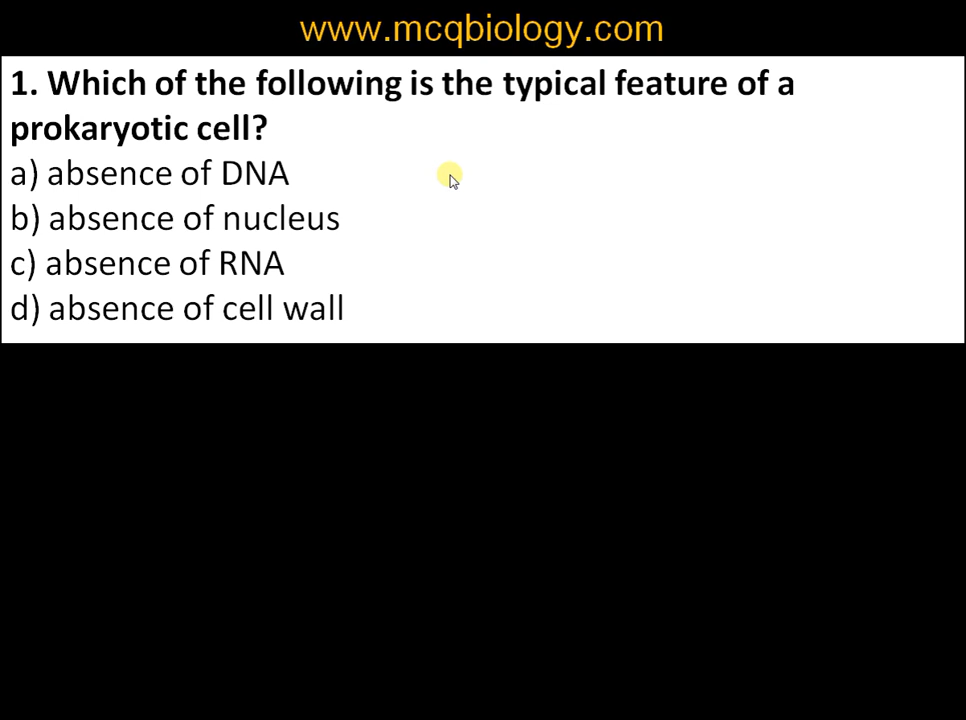 www.mcqbiology.com
1. Which of the following is the typical feature of a
prokaryotic cell?
a) absence of DNA
b) absence of nucleus
c) absence of RNA
d) absence of cell wall